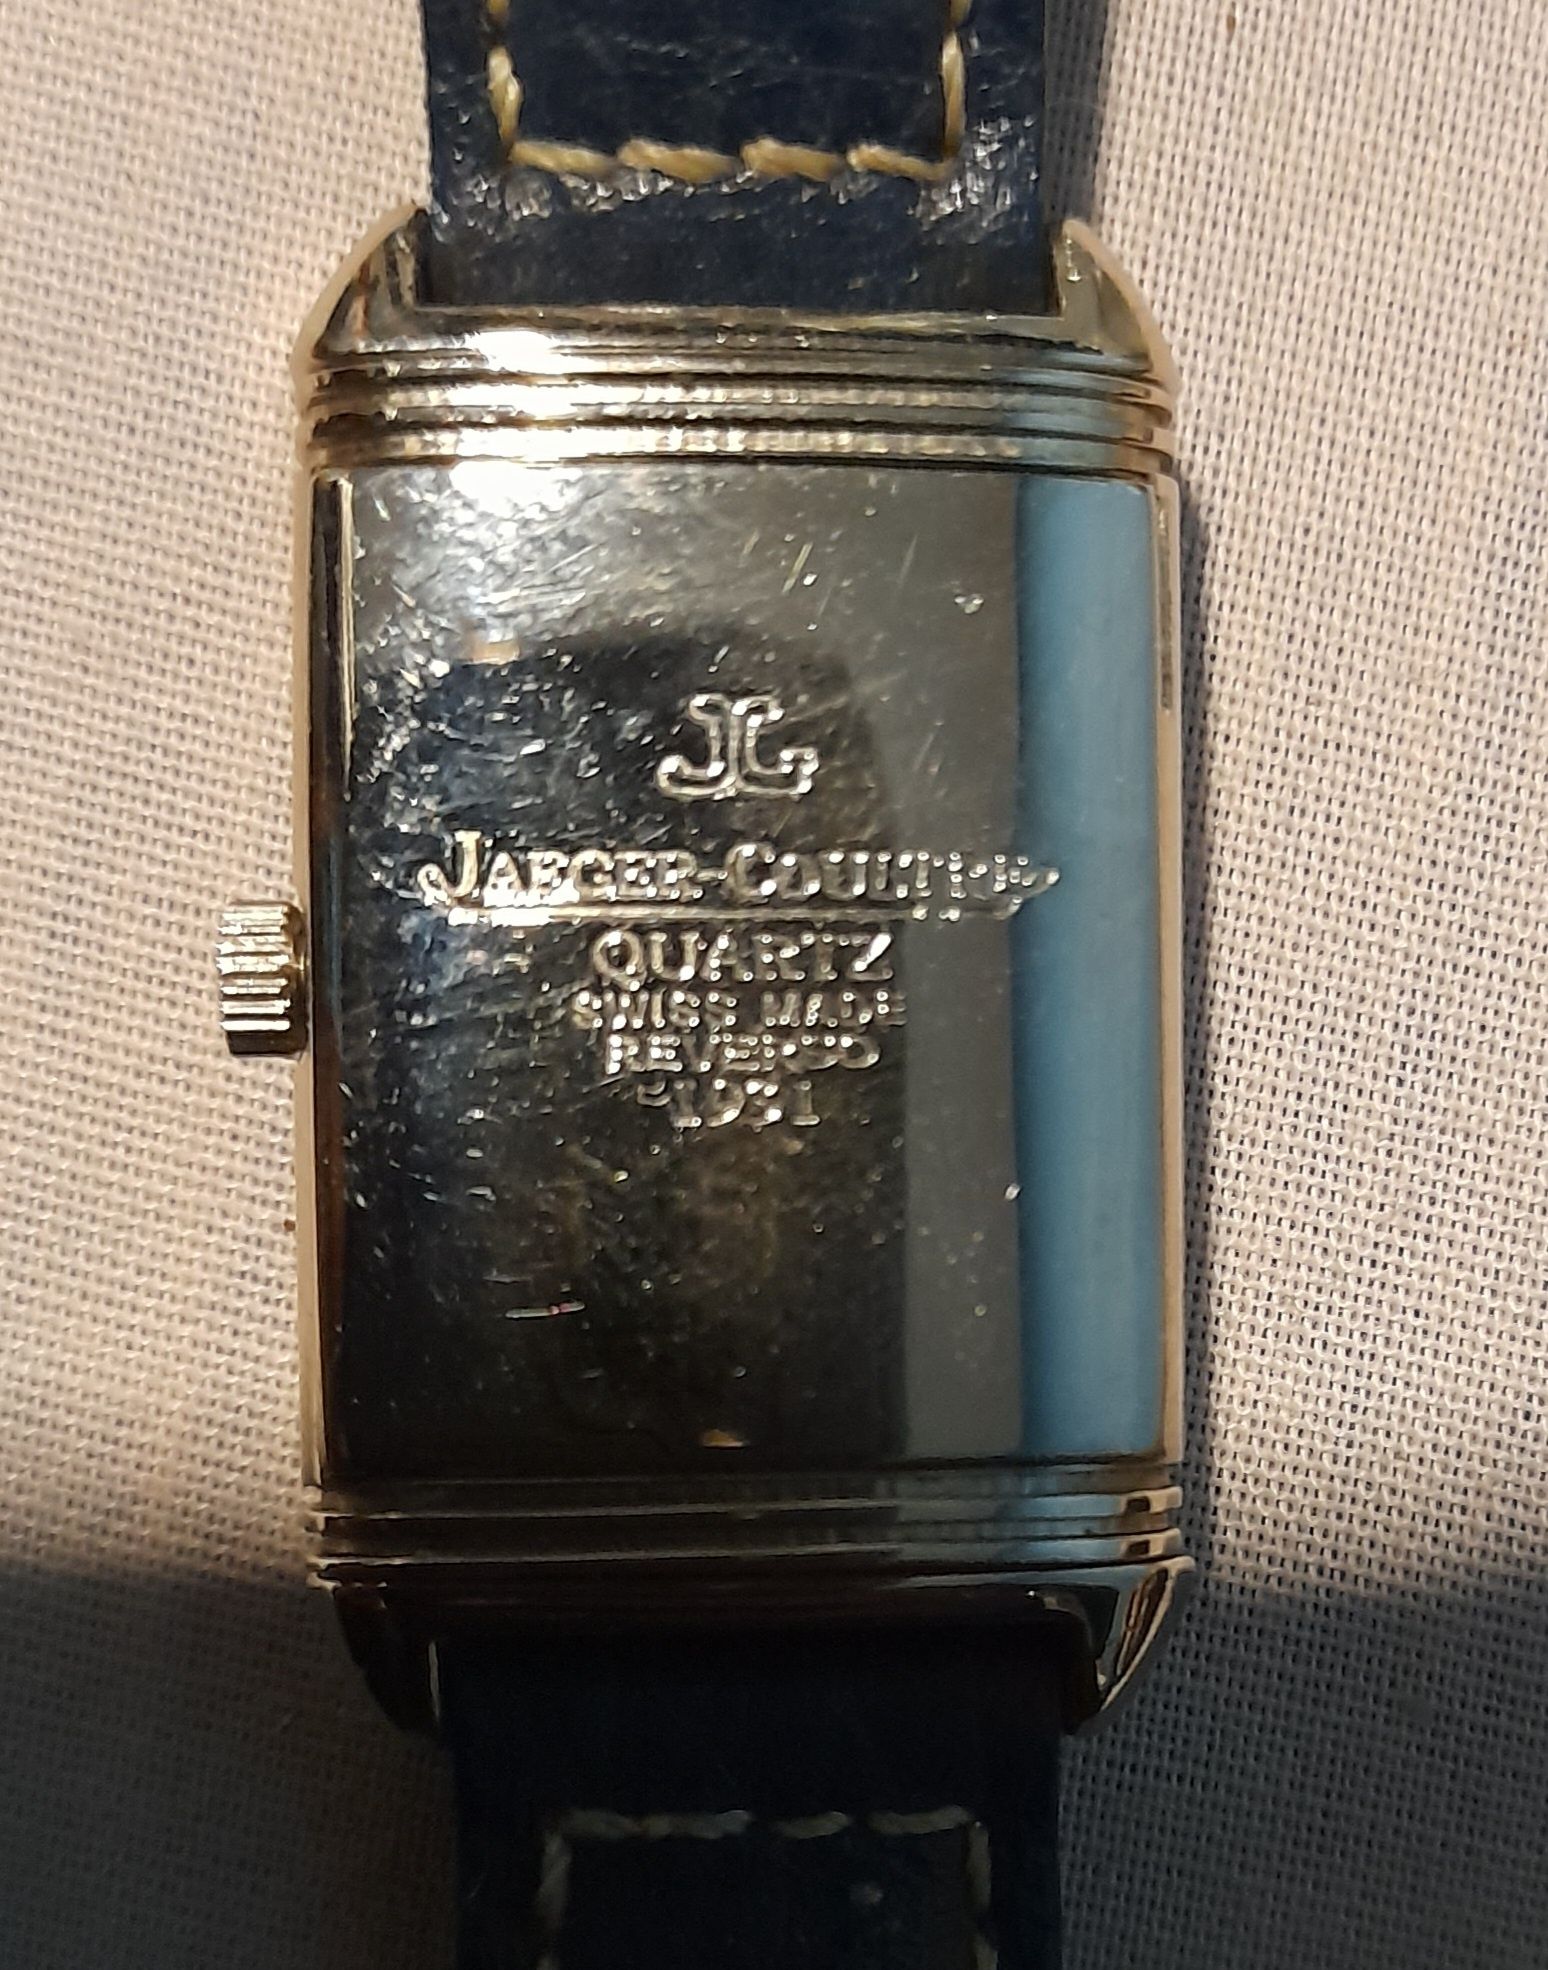 JL
JAEGER-COULTRE
QUARTZ
SWISS MADE
REVERSO
1931